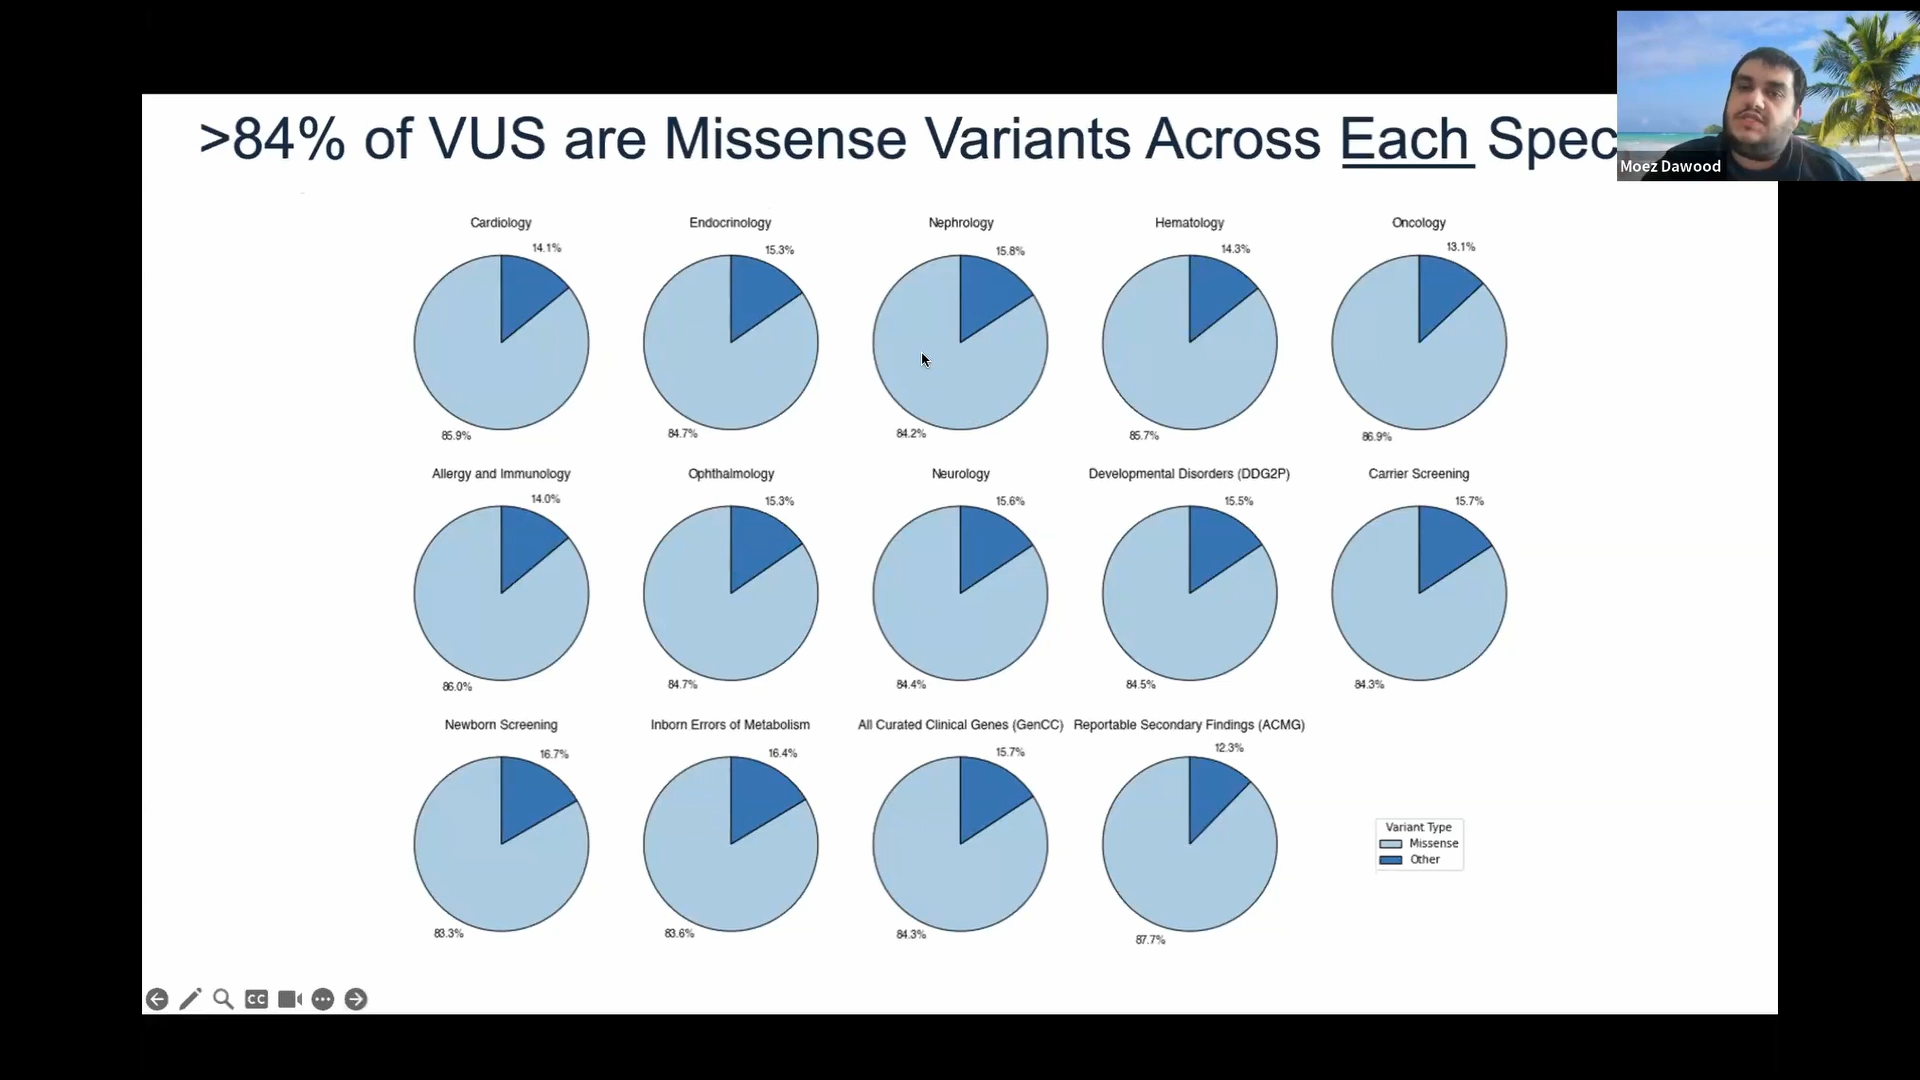 >84% of VUS are Missense Variants Across Each Spec
Moez Dawood
Cardiology
14.1%
85.9%
Endocrinology
15.3%
84.7%
Nephrology
15.8%
84.2%
Hematology
14.3%
85.7%
Oncology
13.1%
86.9%
Allergy and Immunology
14.0%
86.0%
Ophthalmology
15.3%
84.7%
Neurology
15.6%
84.4%
Developmental Disorders (DDG2P)
15.5%
84.5%
Carrier Screening
15.7%
84.3%
Newborn Screening
16.7%
83.3%
Inborn Errors of Metabolism
16.4%
83.6%
All Curated Clinical Genes (GenCC)
15.7%
84.3%
Reportable Secondary Findings (ACMG)
12.3%
87.7%
Variant Type
Missense
Other
CC